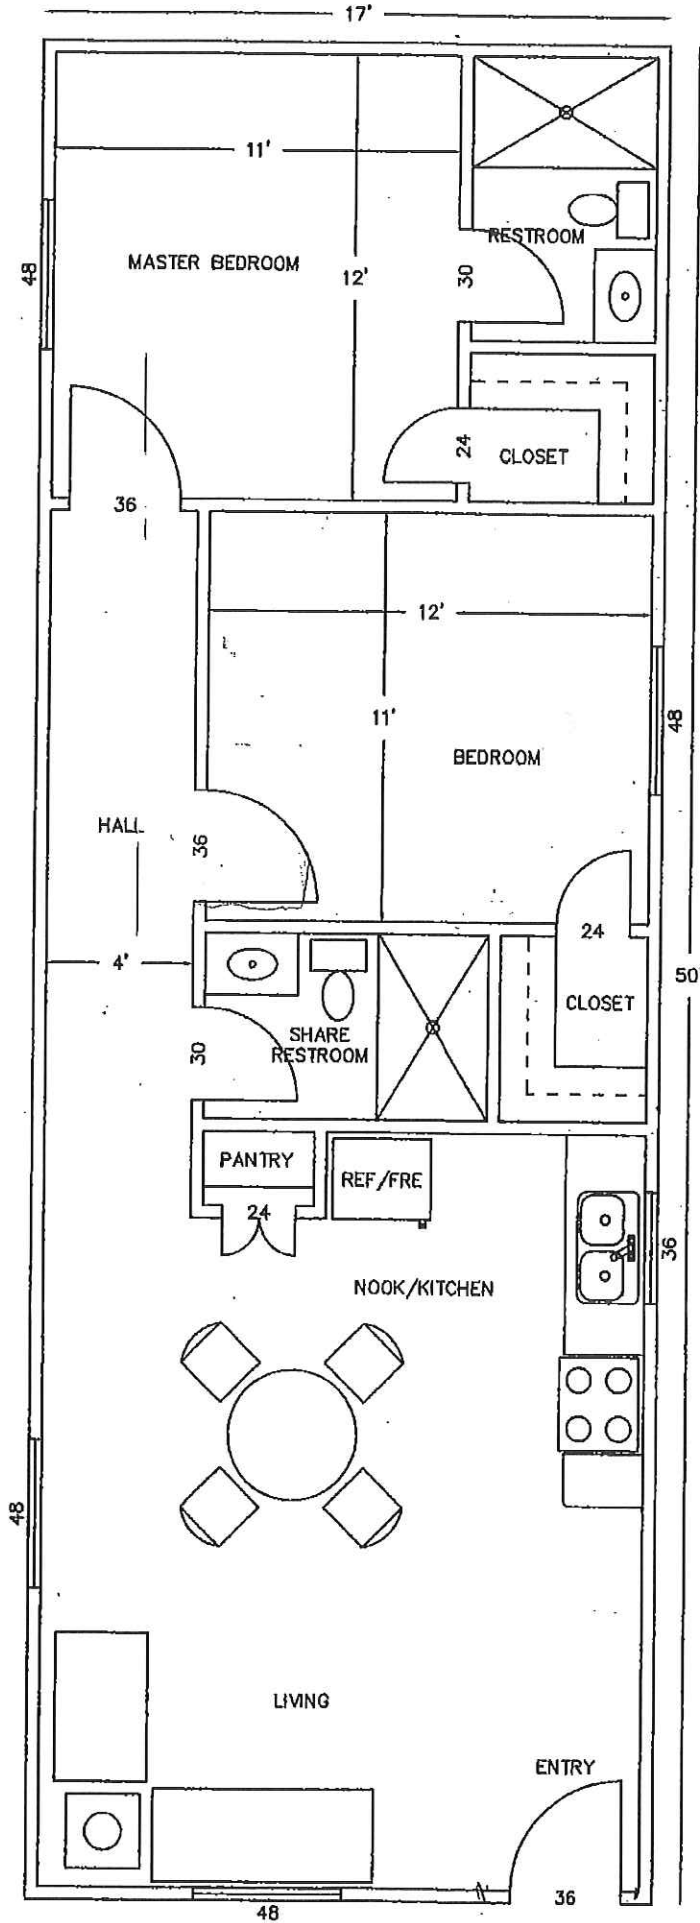 17'
11'
MASTER BEDROOM
48
12'
RESTROOM
30
24
CLOSET
36
12'
11'
48
BEDROOM
HALL
36
4'
24
50
CLOSET
SHARE
RESTROOM
30
PANTRY
REF/FRE
24
36
NOOK/KITCHEN
48
LIVING
ENTRY
36
48